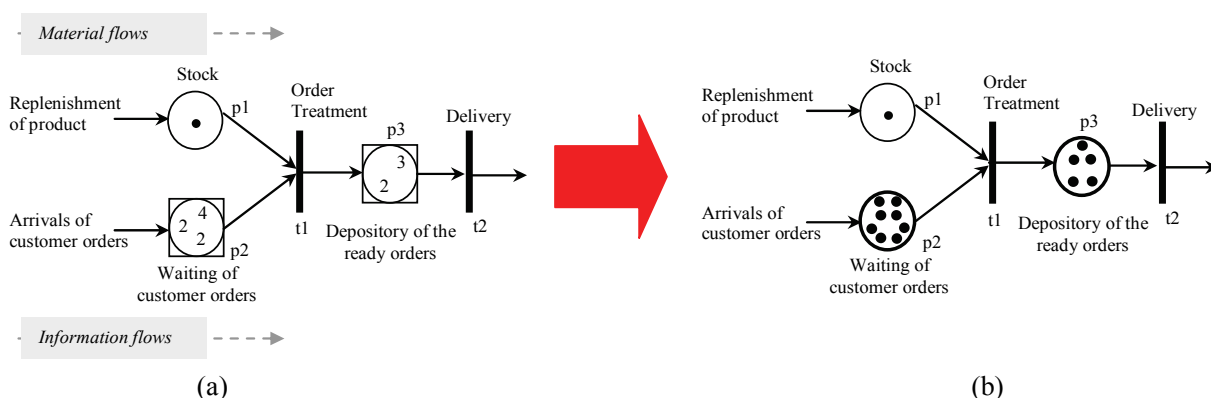 Material flows
Stock
Replenishment
of product
p1
Order
Treatment
p3
Delivery
3
2
t1
t2
Arrivals of
customer orders
4
2
2
p2
Depository of the
ready orders
Waiting of
customer orders
Information flows
(a)
Stock
Replenishment
of product
p1
Order
Treatment
p3
Delivery
t1
t2
Arrivals of
customer orders
p2
Depository of the
ready orders
Waiting of
customer orders
(b)